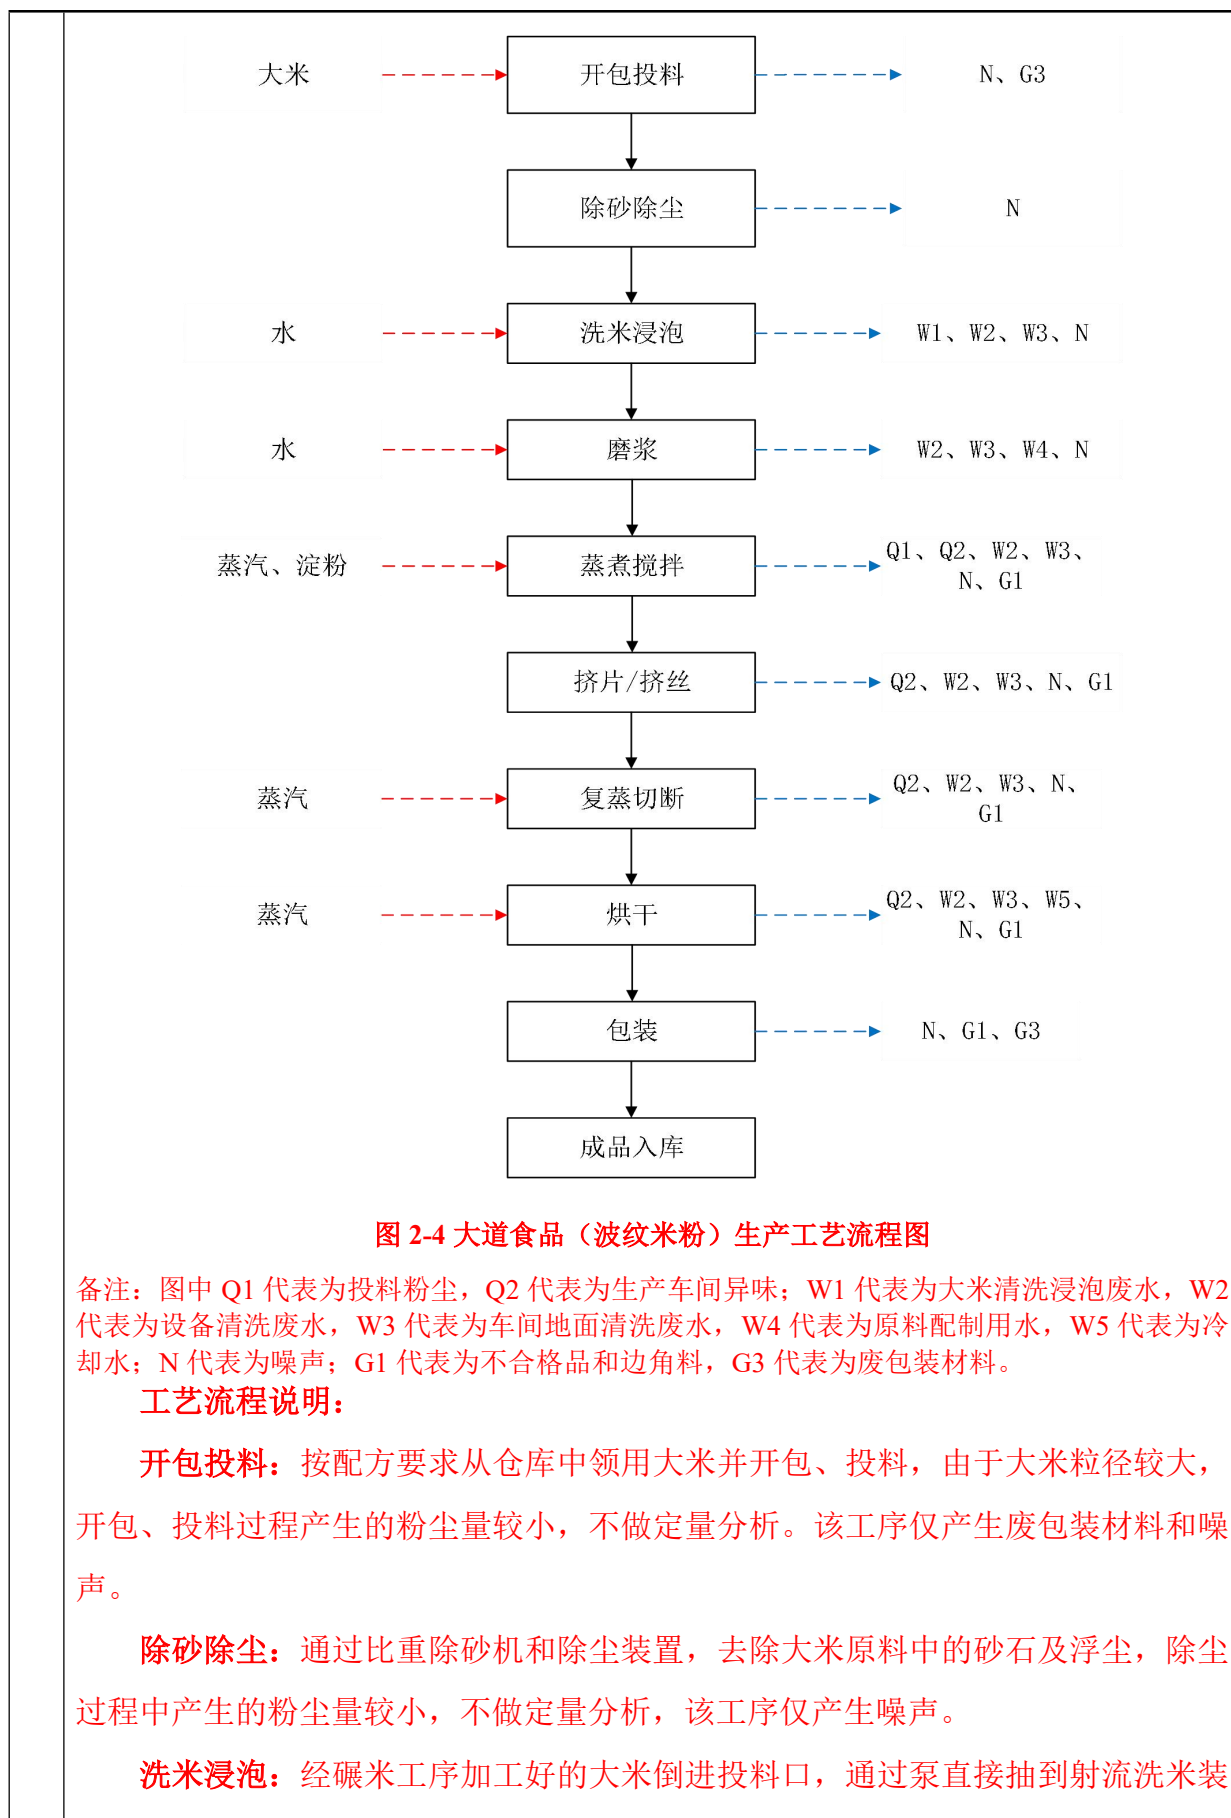 大米
开包投料
N、G3
除砂除尘
N
水
洗米浸泡
W1、W2、W3、N
水
磨浆
W2、W3、W4、N
蒸汽、淀粉
蒸煮搅拌
Q1、Q2、W2、W3、
N、G1
挤片/挤丝
Q2、W2、W3、N、G1
蒸汽
复蒸切断
Q2、W2、W3、N、
G1
蒸汽
烘干
Q2、W2、W3、W5、
N、G1
包装
N、G1、G3
成品入库
图 2-4 大道食品（波纹米粉）生产工艺流程图
备注：图中 Q1 代表为投料粉尘，Q2 代表为生产车间异味；W1 代表为大米清洗浸泡废水，W2
代表为设备清洗废水，W3 代表为车间地面清洗废水，W4 代表为原料配制用水，W5 代表为冷
却水；N 代表为噪声；G1 代表为不合格品和边角料，G3 代表为废包装材料。
工艺流程说明：
开包投料：按配方要求从仓库中领用大米并开包、投料，由于大米粒径较大，
开包、投料过程产生的粉尘量较小，不做定量分析。该工序仅产生废包装材料和噪
声。
除砂除尘：通过比重除砂机和除尘装置，去除大米原料中的砂石及浮尘，除尘
过程中产生的粉尘量较小，不做定量分析，该工序仅产生噪声。
洗米浸泡：经碾米工序加工好的大米倒进投料口，通过泵直接抽到射流洗米装